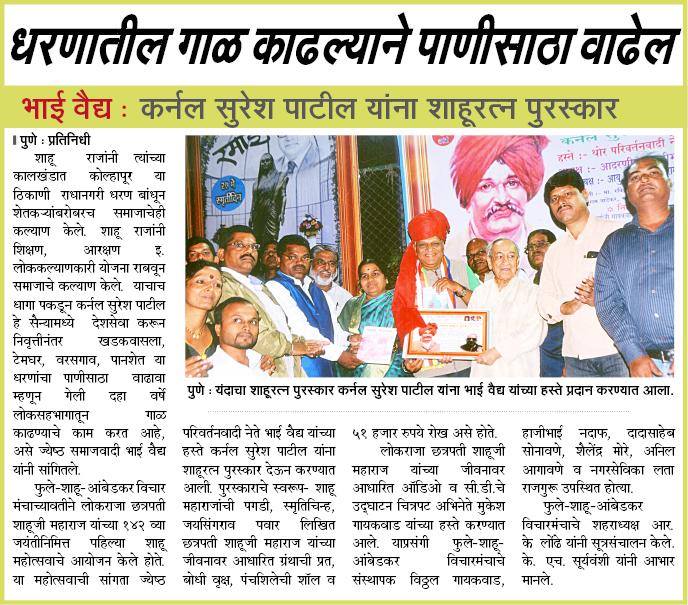 धरणातील गाळ काढल्याने पाणीसाठा वाढेल
भाई वैद्य : कर्नल सुरेश पाटील यांना शाहूरत्न पुरस्कार
पुणे : प्रतिनिधी
शाहू राजांनी त्यांच्या
कालखंडात कोल्हापूर या
ठिकाणी राधानगरी धरण बांधून
शेतकऱ्यांबरोबरच समाजाचेही
कल्याण केले. शाहू राजांनी
शिक्षण, आरक्षण इ.
लोककल्याणकारी योजना राबवून
समाजाचे कल्याण केले. याचाच
धागा पकडून कर्नल सुरेश पाटील
हे सैन्यामध्ये देशसेवा करून
निवृत्तीनंतर खडकवासला,
टेमघर, वरसगाव, पानशेत या
धरणांचा पाणीसाठा वाढावा
म्हणून गेली दहा वर्षे
लोकसहभागातून गाळ
काढण्याचे काम करत आहे,
असे ज्येष्ठ समाजवादी भाई वैद्य
यांनी सांगितले.
फुले-शाहू-आंबेडकर विचार
मंचाच्यावतीने लोकराजा छत्रपती
शाहूजी महाराज यांच्या १४२ व्या
जयंतीनिमित्त पहिल्या शाहू
महोत्सवाचे आयोजन केले होते.
या महोत्सवाची सांगता ज्येष्ठ
रमाई
२७ मे
स्मृतीदिन
कर्नल सु
हस्ते :- थोर परिवर्तनवादी ने
अध्यक्ष :- आदरणी
पुणे : यंदाचा शाहूरत्न पुरस्कार कर्नल सुरेश पाटील यांना भाई वैद्य यांच्या हस्ते प्रदान करण्यात आला.
परिवर्तनवादी नेते भाई वैद्य यांच्या
हस्ते कर्नल सुरेश पाटील यांना
शाहूरत्न पुरस्कार देऊन करण्यात
आली. पुरस्काराचे स्वरूप- शाहू
महाराजांची पगडी, स्मृतिचिन्ह,
जयसिंगराव पवार लिखित
छत्रपती शाहूजी महाराज यांच्या
जीवनावर आधारित ग्रंथाची प्रत,
बोधी वृक्ष, पंचशिलेची शॉल व
५१ हजार रुपये रोख असे होते.
लोकराजा छत्रपती शाहूजी
महाराज यांच्या जीवनावर
आधारित ऑडिओ व सी.डी.चे
उद्घाटन चित्रपट अभिनेते मुकेश
गायकवाड यांच्या हस्ते करण्यात
आले. याप्रसंगी फुले-शाहू-
आंबेडकर विचारमंचाचे
संस्थापक विठ्ठल गायकवाड,
हाजीभाई नदाफ, दादासाहेब
सोनावणे, शैलेंद्र मोरे, अनिल
आगावणे व नगरसेविका लता
राजगुरू उपस्थित होत्या.
फुले-शाहू-आंबेडकर
विचारमंचाचे शहराध्यक्ष आर.
के लोंढे यांनी सूत्रसंचालन केले.
के. एच. सूर्यवंशी यांनी आभार
मानले.